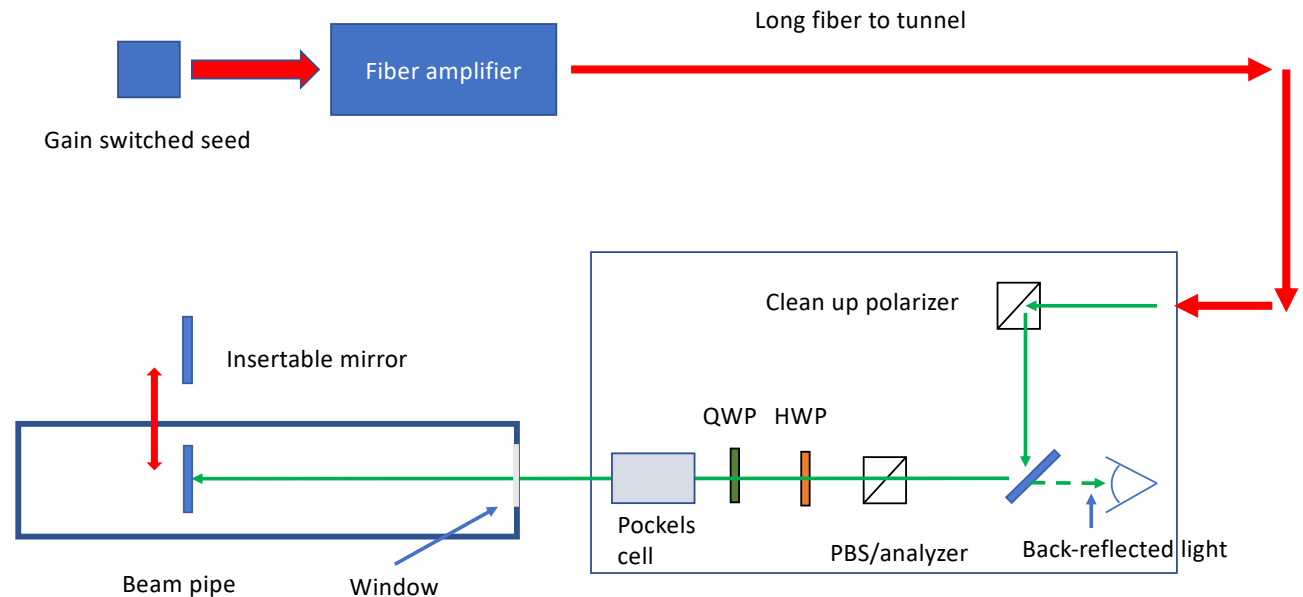 Long fiber to tunnel
Fiber amplifier
Gain switched seed
Clean up polarizer
Insertable mirror
QWP
HWP
Pockels
cell
PBS/analyzer
Back-reflected light
Beam pipe
Window